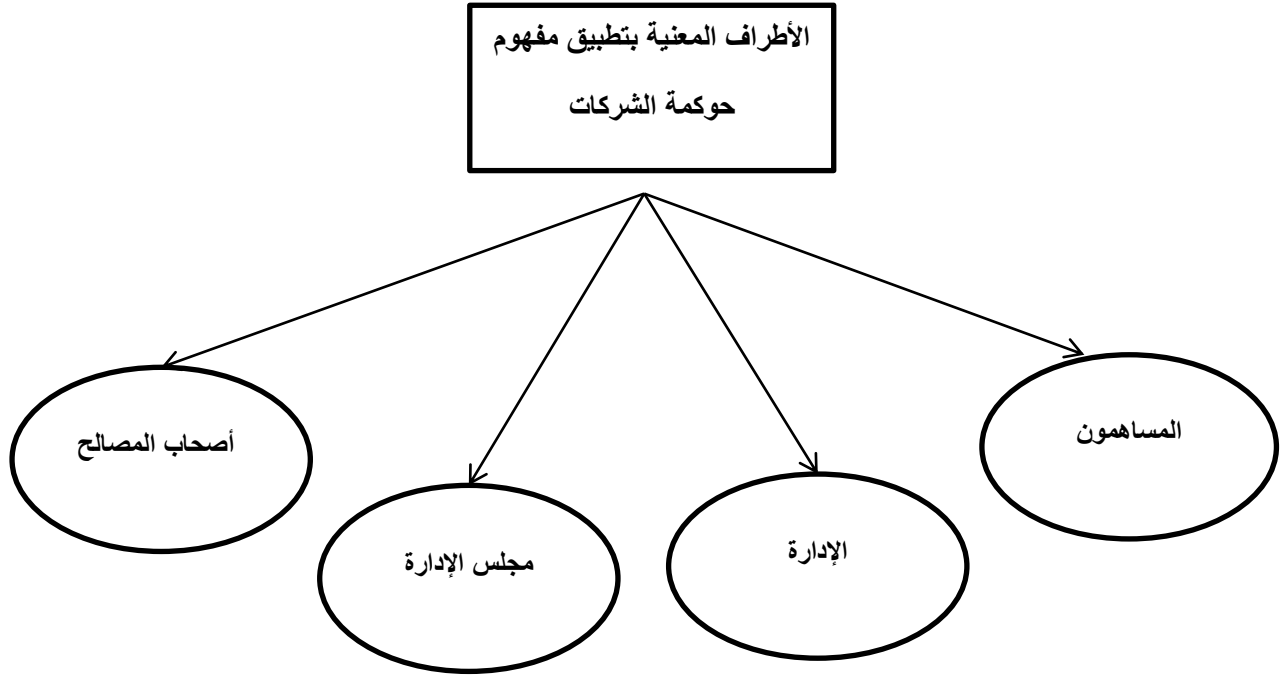 الأطراف المعنية بتطبيق مفهوم
حوكمة الشركات
المساهمون
الإدارة
مجلس الإدارة
أصحاب المصالح